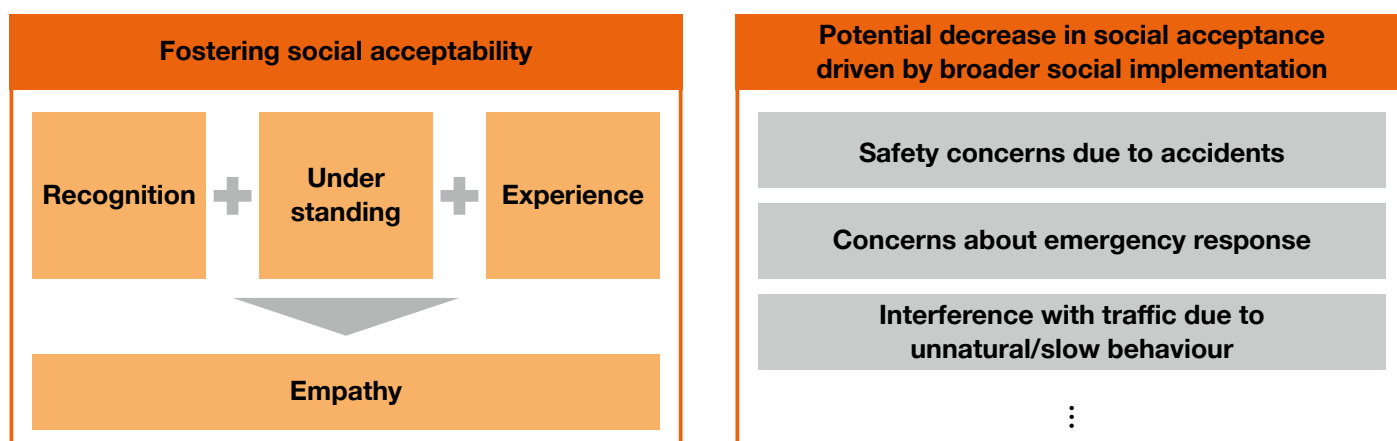 Fostering social acceptability
Recognition
Under
standing
Experience
Empathy
Potential decrease in social acceptance
driven by broader social implementation
Safety concerns due to accidents
Concerns about emergency response
Interference with traffic due to
unnatural/slow behaviour
⋮